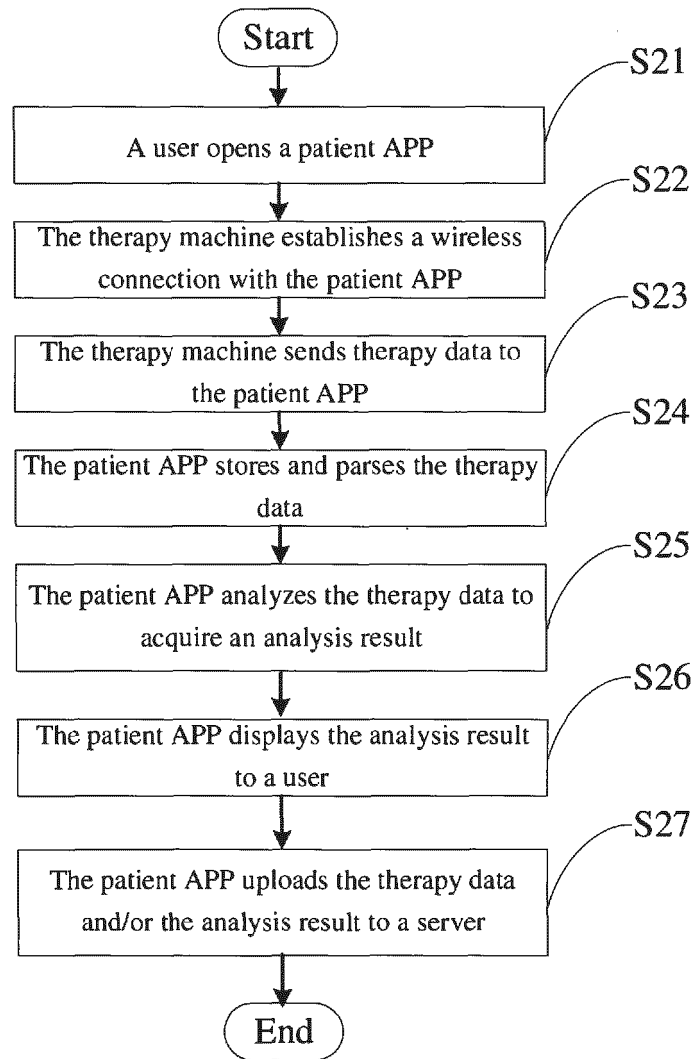 Start
S21
A user opens a patient APP
S22
The therapy machine establishes a wireless
connection with the patient APP
S23
The therapy machine sends therapy data to
the patient APP
S24
The patient APP stores and parses the therapy
data
S25
The patient APP analyzes the therapy data to
acquire an analysis result
S26
The patient APP displays the analysis result
to a user
S27
The patient APP uploads the therapy data
and/or the analysis result to a server
End